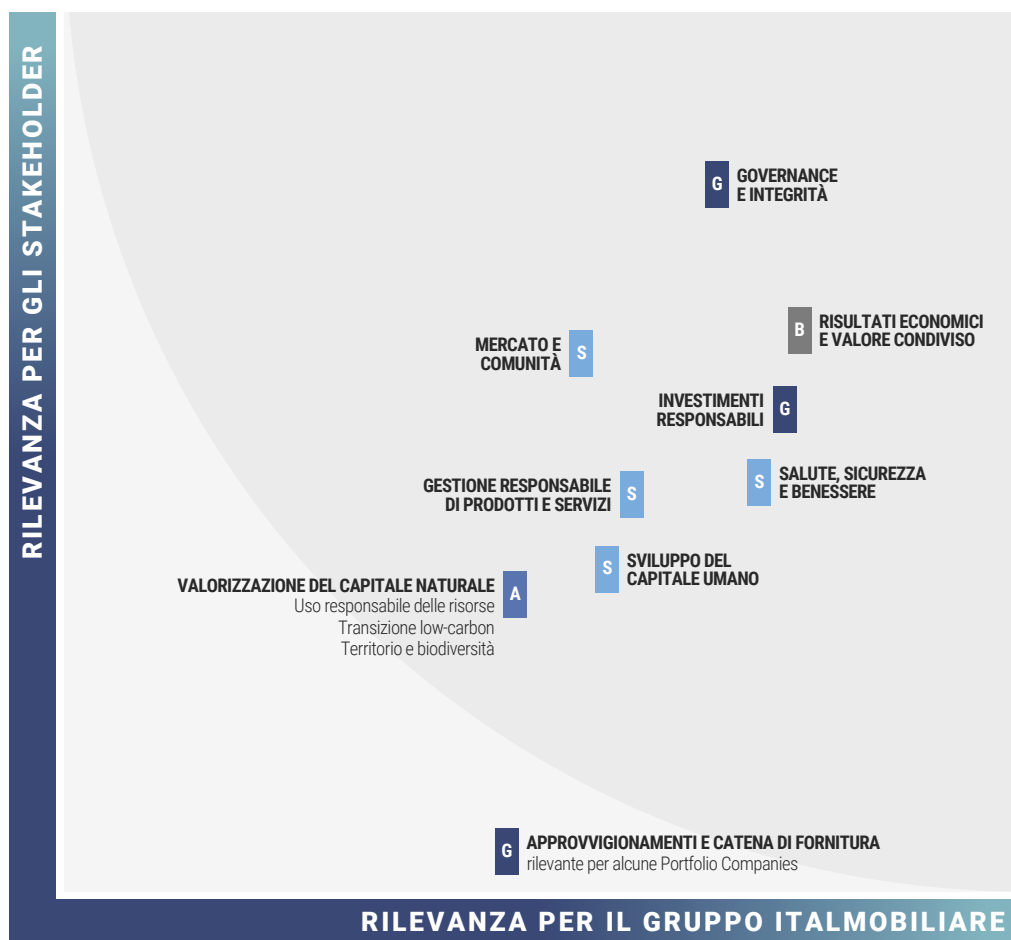 RILEVANZA PER GLI STAKEHOLDER
G
GOVERNANCE
E INTEGRITÀ
B
RISULTATI ECONOMICI
E VALORE CONDIVISO
MERCATO E
COMUNITÀ
S
INVESTIMENTI
RESPONSABILI
G
GESTIONE RESPONSABILE
DI PRODOTTI E SERVIZI
S
S
SALUTE, SICUREZZA
E BENESSERE
S
SVILUPPO DEL
CAPITALE UMANO
VALORIZZAZIONE DEL CAPITALE NATURALE
Uso responsabile delle risorse
Transizione low-carbon
Territorio e biodiversità
A
G
APPROVVIGIONAMENTI E CATENA DI FORNITURA
rilevante per alcune Portfolio Companies
RILEVANZA PER IL GRUPPO ITALMOBILIARE